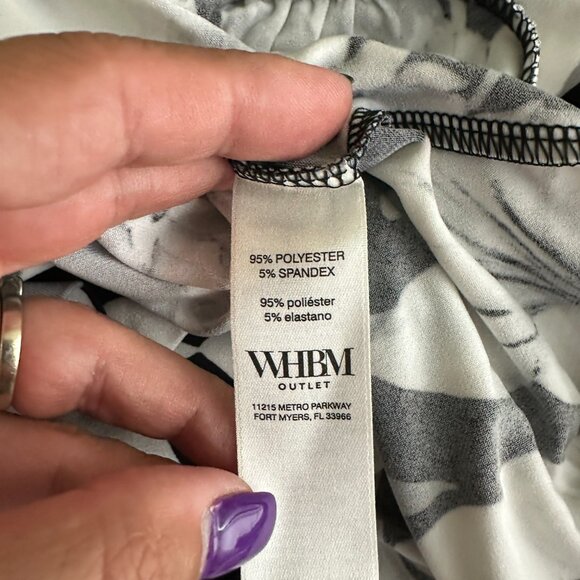 95% POLYESTER
5% SPANDEX
95% poliéster
5% elastano
WHBM
OUTLET
11215 METRO PARKWAY
FORT MYERS, FL 33966